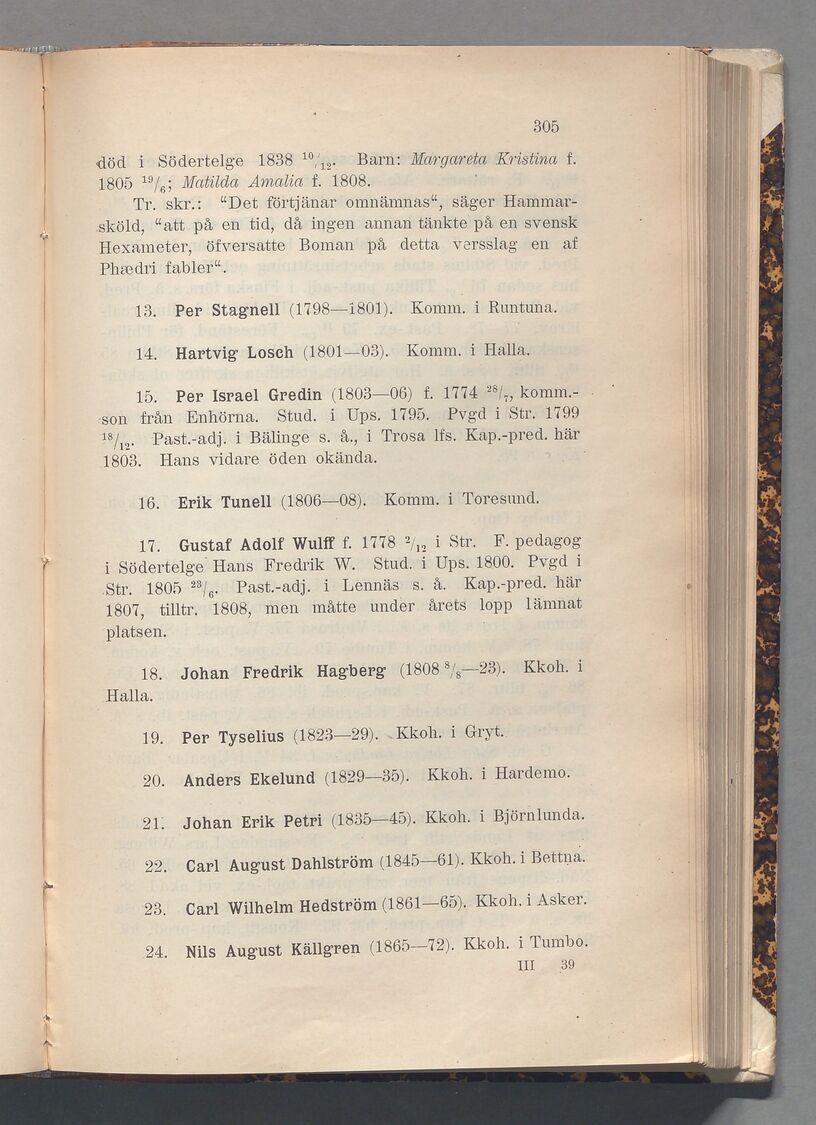 305
död i Södertelge 1838 10/12. Barn: Margareta Kristina f.
1805 19/6; Matilda Amalia f. 1808.
Tr. skr.: “Det förtjänar omnämnas“, säger Hammar-
sköld, “att på en tid, då ingen annan tänkte på en svensk
Hexameter, öfversatte Boman på detta versslag en af
Phædri fabler“.
13. Per Stagnell (1798—1801). Komm. i Runtuna.
14. Hartvig Losch (1801—03). Komm. i Halla.
15. Per Israel Gredin (1803—06) f. 1774 28/7, komm.-
son från Enhörna. Stud. i Ups. 1795. Pvgd i Str. 1799
18/12. Past.-adj. i Bälinge s. å., i Trosa lfs. Kap.-pred. här
1803. Hans vidare öden okända.
16. Erik Tunell (1806—08). Komm. i Toresund.
17. Gustaf Adolf Wulff f. 1778 2/12 i Str. F. pedagog
i Södertelge Hans Fredrik W. Stud. i Ups. 1800. Pvgd i
Str. 1805 23/6. Past.-adj. i Lennäs s. å. Kap.-pred. här
1807, tilltr. 1808, men måtte under årets lopp lämnat
platsen.
18. Johan Fredrik Hagberg (1808 8/8—23). Kkoh. i
Halla.
19. Per Tyselius (1823—29). Kkoh. i Gryt.
20. Anders Ekelund (1829—35). Kkoh. i Hardemo.
21. Johan Erik Petri (1835—45). Kkoh. i Björnlunda.
22. Carl August Dahlström (1845—61). Kkoh. i Bettna.
23. Carl Wilhelm Hedström (1861—65). Kkoh. i Asker.
24. Nils August Källgren (1865—72). Kkoh. i Tumbo.
III 39